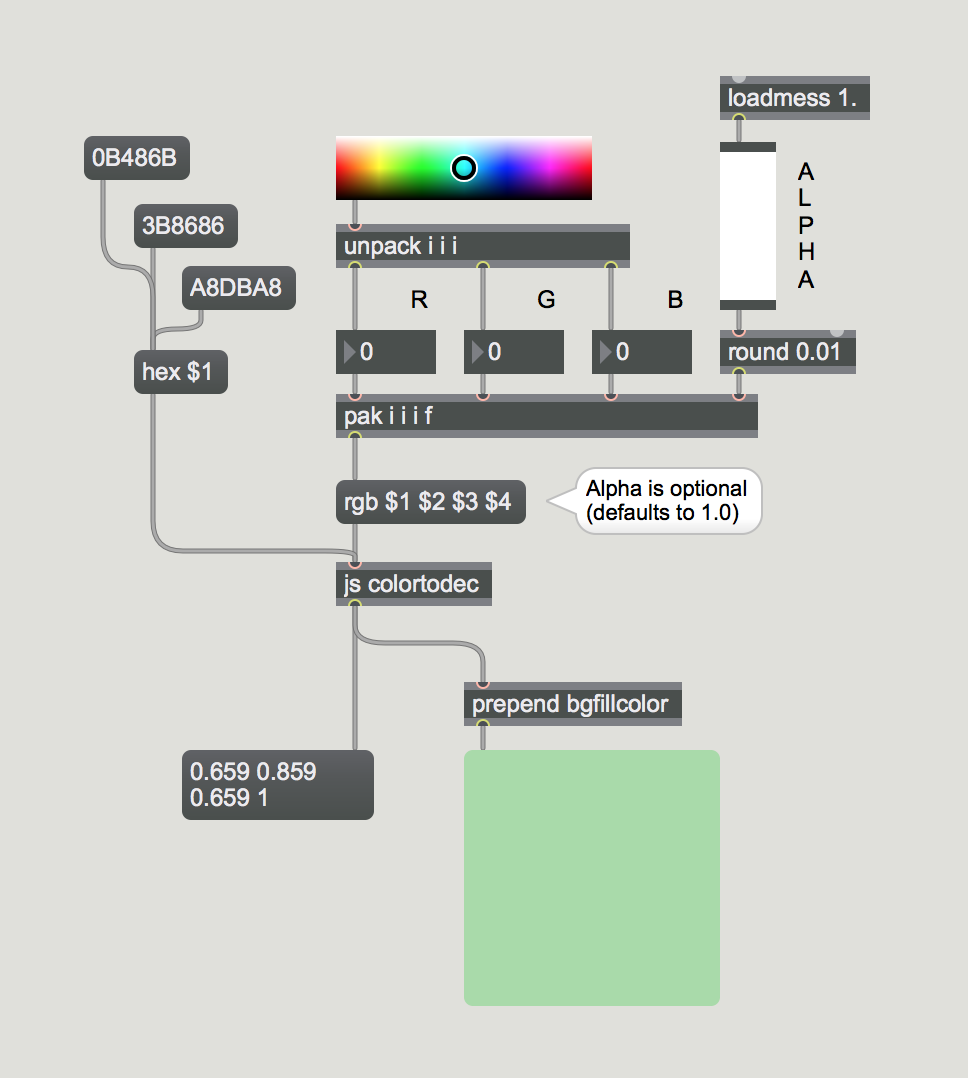 loadmess 1.
0B486B
3B8686
A8DBA8
hex $1
unpack i i i
R
G
B
A
L
P
H
A
0
0
0
round 0.01
pak i i i f
rgb $1 $2 $3 $4
Alpha is optional
(defaults to 1.0)
js colortodec
prepend bgfillcolor
0.659 0.859
0.659 1